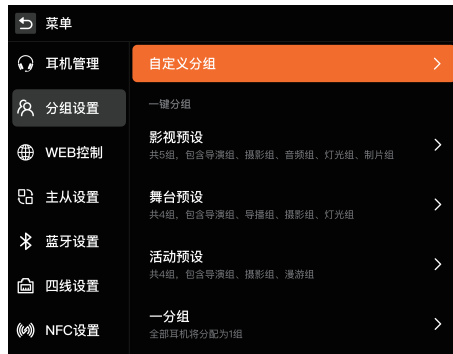 菜单
耳机管理
自定义分组
分组设置
一键分组
影视预设
共5组，包含导演组、摄影组、音频组、灯光组、制片组
WEB控制
主从设置
舞台预设
共4组，包含导演组、导播组、摄影组、灯光组
蓝牙设置
活动预设
共4组，包含导演组、摄影组、漫游组
四线设置
一分组
全部耳机将分配为1组
NFC设置